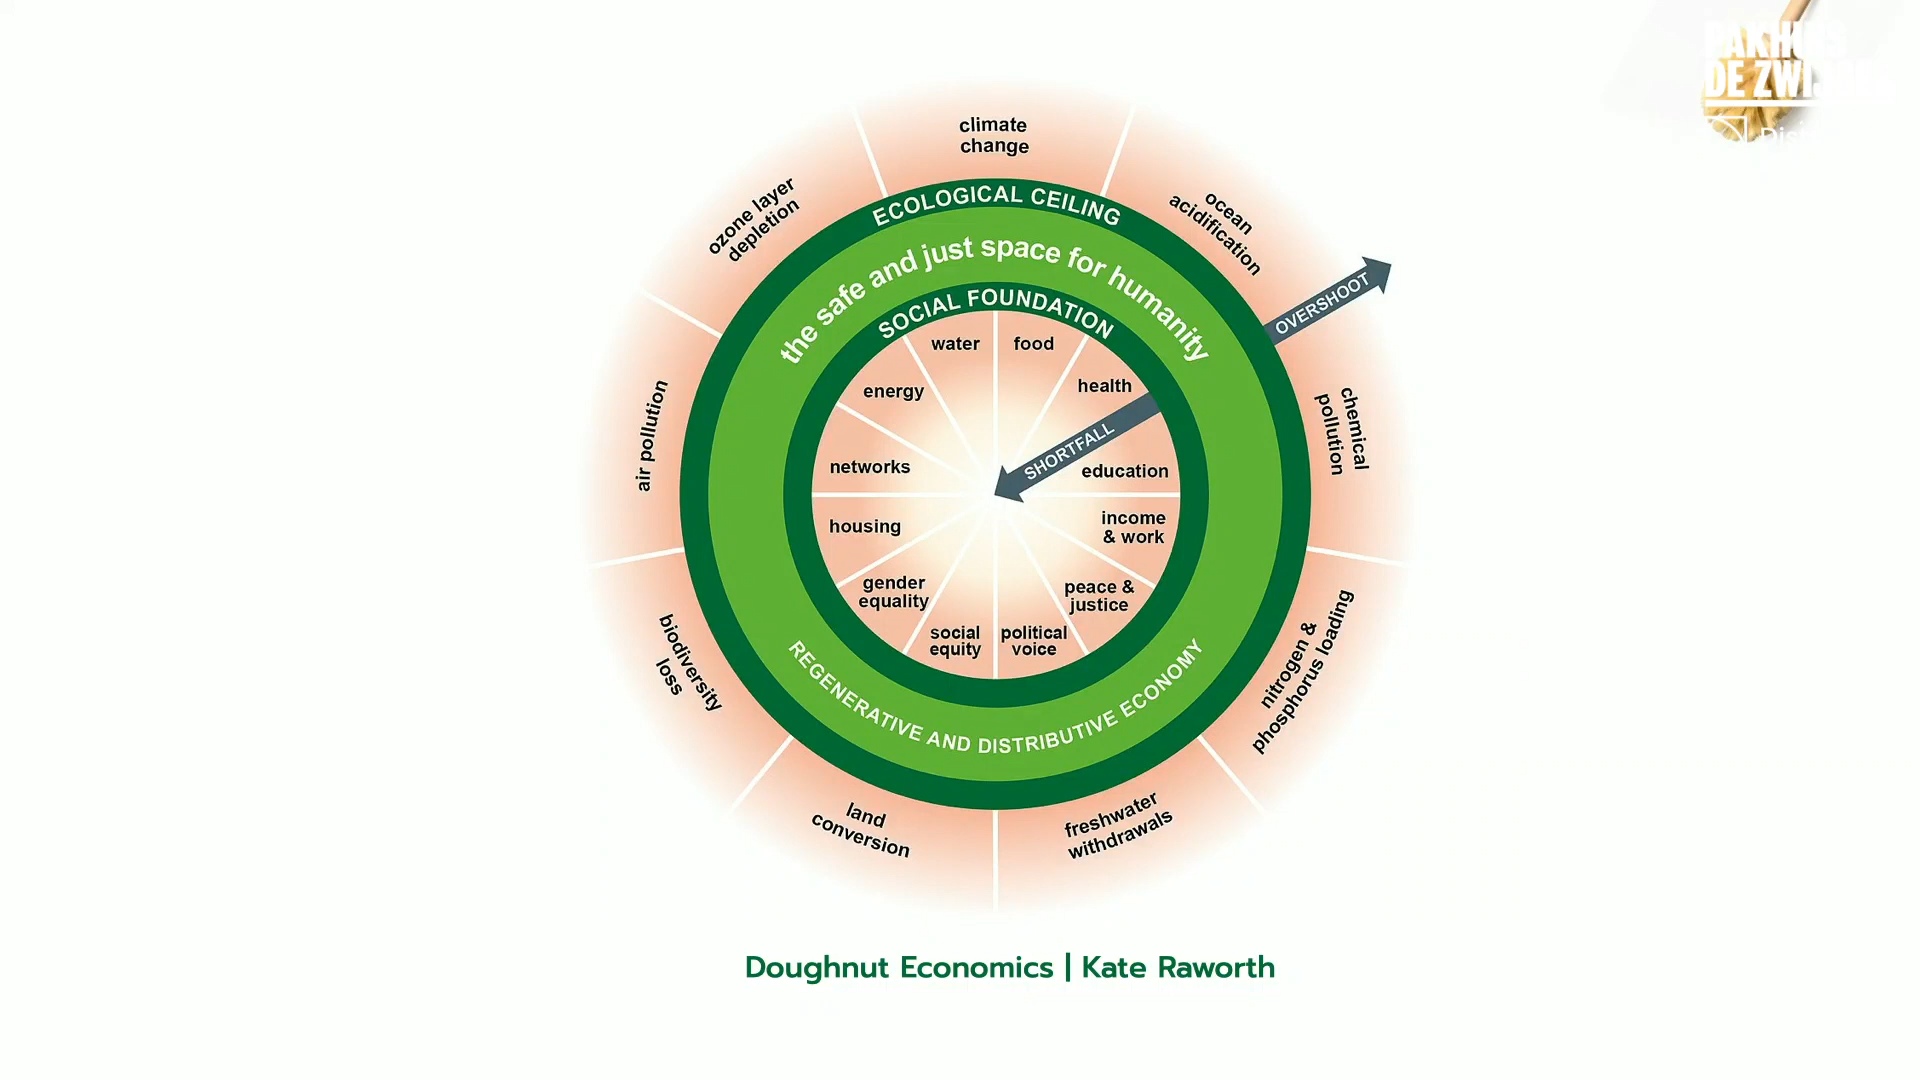 PAKHUIS
DE ZWIJGER
climate
change
ocean
acidification
chemical
pollution
nitrogen &
phosphorus loading
freshwater
withdrawals
land
conversion
biodiversity
loss
air pollution
ozone layer
depletion
ECOLOGICAL CEILING
the safe and just space for humanity
OVERSHOOT
SOCIAL FOUNDATION
water
food
health
SHORTFALL
education
income
& work
peace &
justice
political
voice
social
equity
gender
equality
housing
networks
energy
REGENERATIVE AND DISTRIBUTIVE ECONOMY
Doughnut Economics | Kate Raworth